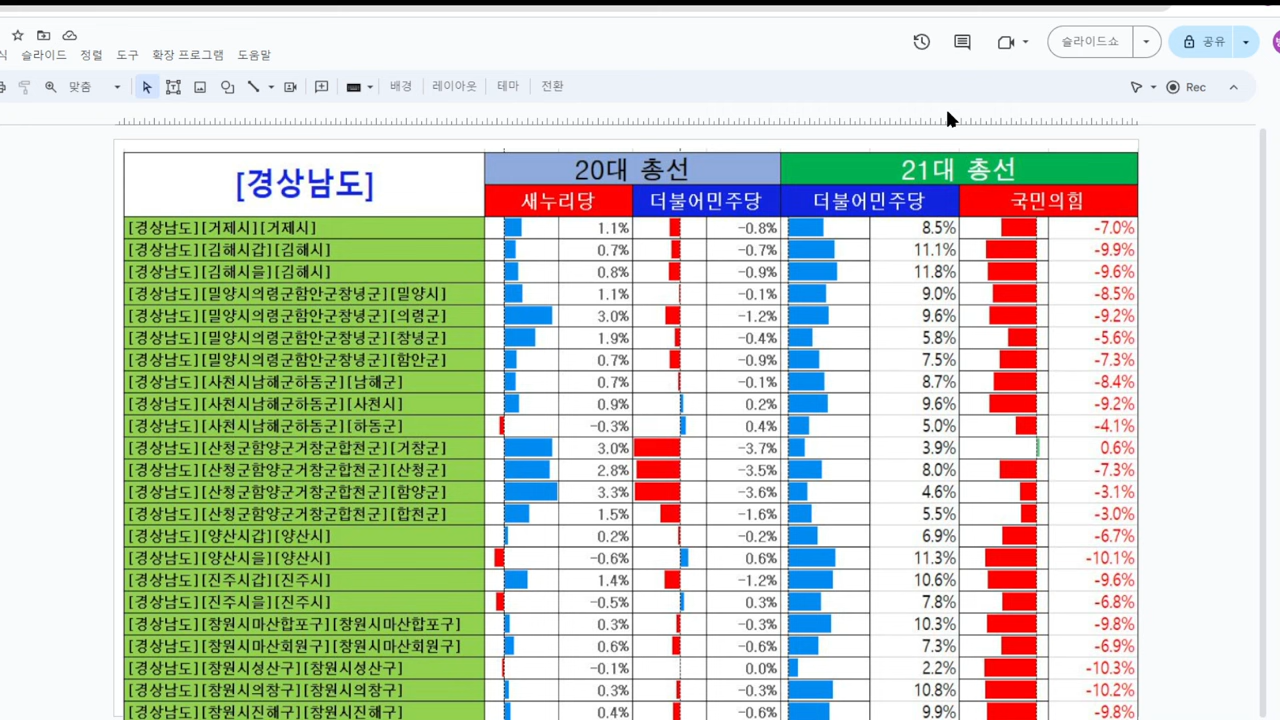 식 슬라이드 정렬 도구 확장 프로그램 도움말
슬라이드쇼 공유
맞춤 배경 레이아웃 테마 전환 Rec
[경상남도] 20대 총선 21대 총선
새누리당 더불어민주당 더불어민주당 국민의힘
[경상남도][거제시][거제시] 1.1% -0.8% 8.5% -7.0%
[경상남도][김해시갑][김해시] 0.7% -0.7% 11.1% -9.9%
[경상남도][김해시을][김해시] 0.8% -0.9% 11.8% -9.6%
[경상남도][밀양시의령군함안군창녕군][밀양시] 1.1% -0.1% 9.0% -8.5%
[경상남도][밀양시의령군함안군창녕군][의령군] 3.0% -1.2% 9.6% -9.2%
[경상남도][밀양시의령군함안군창녕군][창녕군] 1.9% -0.4% 5.8% -5.6%
[경상남도][밀양시의령군함안군창녕군][함안군] 0.7% -0.9% 7.5% -7.3%
[경상남도][사천시남해군하동군][남해군] 0.7% -0.1% 8.7% -8.4%
[경상남도][사천시남해군하동군][사천시] 0.9% 0.2% 9.6% -9.2%
[경상남도][사천시남해군하동군][하동군] -0.3% 0.4% 5.0% -4.1%
[경상남도][산청군함양군거창군합천군][거창군] 3.0% -3.7% 3.9% 0.6%
[경상남도][산청군함양군거창군합천군][산청군] 2.8% -3.5% 8.0% -7.3%
[경상남도][산청군함양군거창군합천군][함양군] 3.3% -3.6% 4.6% -3.1%
[경상남도][산청군함양군거창군합천군][합천군] 1.5% -1.6% 5.5% -3.0%
[경상남도][양산시갑][양산시] 0.2% -0.2% 6.9% -6.7%
[경상남도][양산시을][양산시] -0.6% 0.6% 11.3% -10.1%
[경상남도][진주시갑][진주시] 1.4% -1.2% 10.6% -9.6%
[경상남도][진주시을][진주시] -0.5% 0.3% 7.8% -6.8%
[경상남도][창원시마산합포구][창원시마산합포구] 0.3% -0.3% 10.3% -9.8%
[경상남도][창원시마산회원구][창원시마산회원구] 0.6% -0.6% 7.3% -6.9%
[경상남도][창원시성산구][창원시성산구] -0.1% 0.0% 2.2% -10.3%
[경상남도][창원시의창구][창원시의창구] 0.3% -0.3% 10.8% -10.2%
[경상남도][창원시진해구][창원시진해구] 0.4% -0.6% 9.9% -9.8%